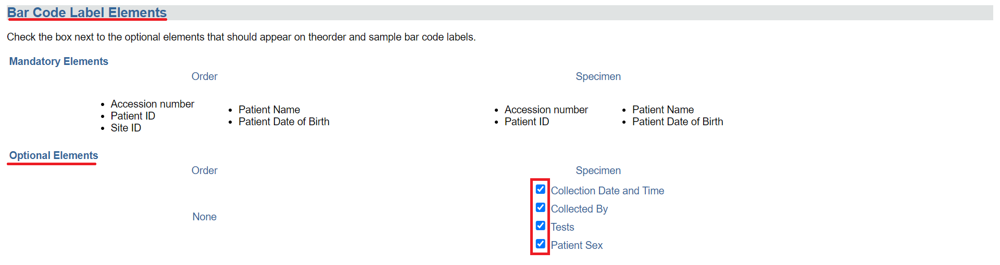 Bar Code Label Elements
Check the box next to the optional elements that should appear on theorder and sample bar code labels.
Mandatory Elements
Order
Specimen
Accession number
Patient ID
Site ID
Patient Name
Patient Date of Birth
Accession number
Patient ID
Patient Name
Patient Date of Birth
Optional Elements
Order
Specimen
None
Collection Date and Time
Collected By
Tests
Patient Sex